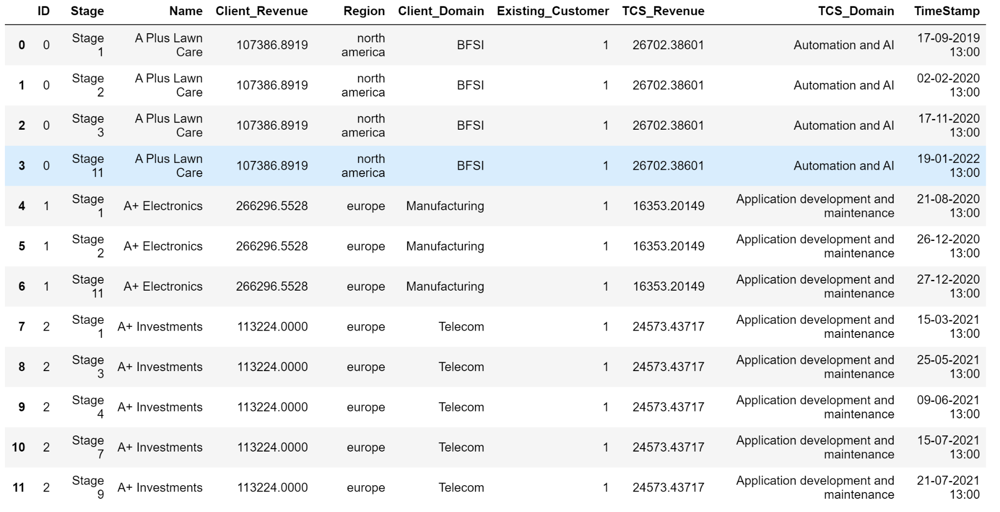 ID Stage Name Client_Revenue Region Client_Domain Existing_Customer TCS_Revenue TCS_Domain TimeStamp
0 0 Stage 1 A Plus Lawn Care 107386.8919 north america BFSI 1 26702.38601 Automation and AI 17-09-2019 13:00
1 0 Stage 2 A Plus Lawn Care 107386.8919 north america BFSI 1 26702.38601 Automation and AI 02-02-2020 13:00
2 0 Stage 3 A Plus Lawn Care 107386.8919 north america BFSI 1 26702.38601 Automation and AI 17-11-2020 13:00
3 0 Stage 11 A Plus Lawn Care 107386.8919 north america BFSI 1 26702.38601 Automation and AI 19-01-2022 13:00
4 1 Stage 1 A+ Electronics 266296.5528 europe Manufacturing 1 16353.20149 Application development and maintenance 21-08-2020 13:00
5 1 Stage 2 A+ Electronics 266296.5528 europe Manufacturing 1 16353.20149 Application development and maintenance 26-12-2020 13:00
6 1 Stage 11 A+ Electronics 266296.5528 europe Manufacturing 1 16353.20149 Application development and maintenance 27-12-2020 13:00
7 2 Stage 1 A+ Investments 113224.0000 europe Telecom 1 24573.43717 Application development and maintenance 15-03-2021 13:00
8 2 Stage 3 A+ Investments 113224.0000 europe Telecom 1 24573.43717 Application development and maintenance 25-05-2021 13:00
9 2 Stage 4 A+ Investments 113224.0000 europe Telecom 1 24573.43717 Application development and maintenance 09-06-2021 13:00
10 2 Stage 7 A+ Investments 113224.0000 europe Telecom 1 24573.43717 Application development and maintenance 15-07-2021 13:00
11 2 Stage 9 A+ Investments 113224.0000 europe Telecom 1 24573.43717 Application development and maintenance 21-07-2021 13:00